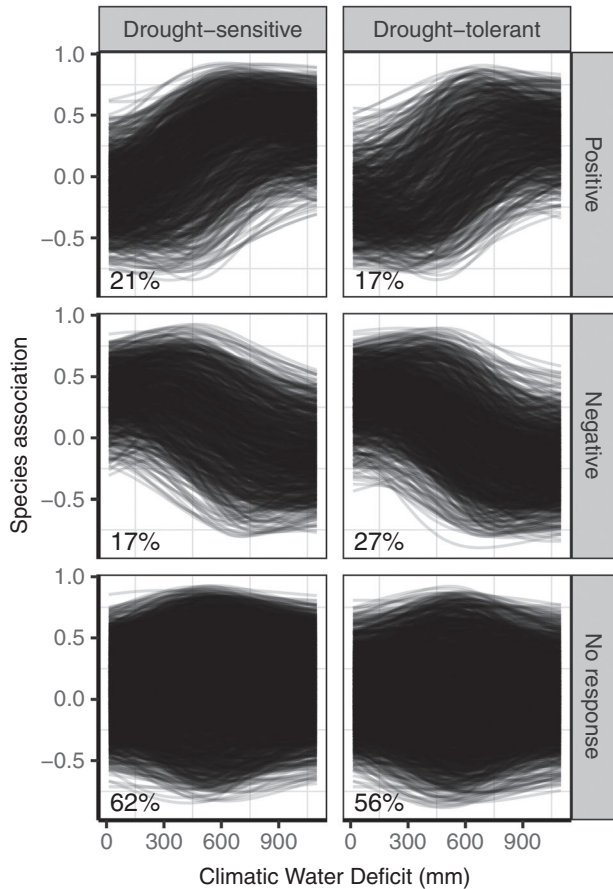 Drought−sensitive
Drought−tolerant
1.0
0.5
0.0
−0.5
21%
17%
Positive
1.0
0.5
0.0
−0.5
17%
27%
Negative
1.0
0.5
0.0
−0.5
62%
56%
No response
Species association
0 300 600 900
0 300 600 900
Climatic Water Deficit (mm)